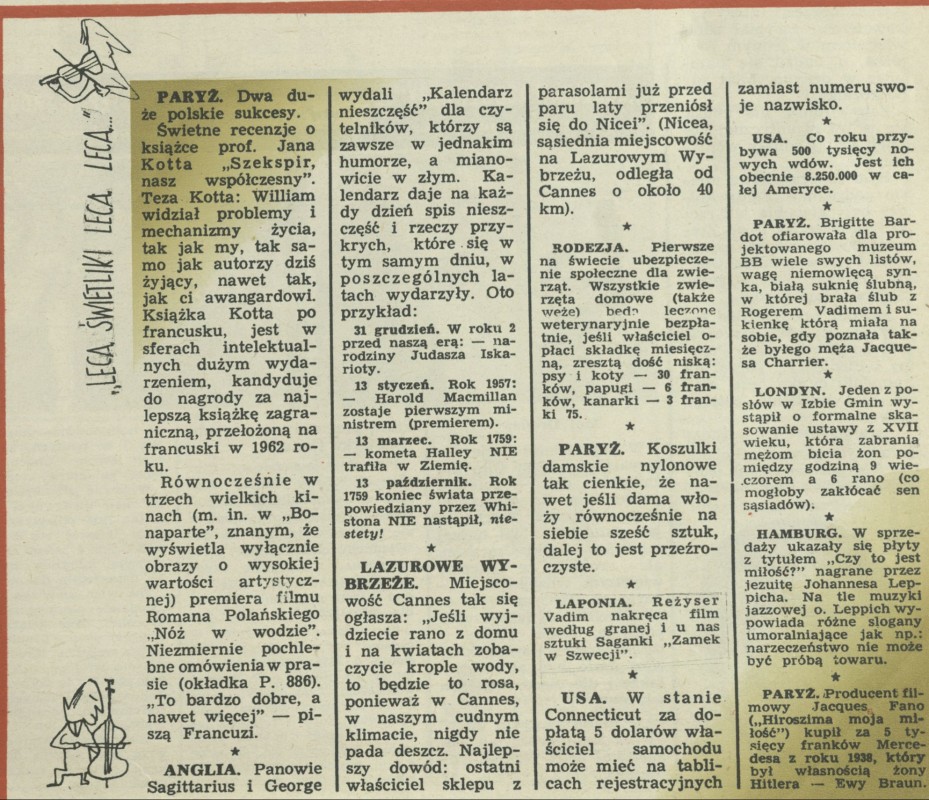 „LECĄ ŚWIETLIKI LECĄ LECĄ..."
PARYŻ. Dwa du-
że polskie sukcesy.
Świetne recenzje o
książce prof. Jana
Kotta „Szekspir,
nasz współczesny".
Teza Kotta: William
widział problemy i
mechanizmy życia,
tak jak my, tak sa-
mo jak autorzy dziś
żyjący, nawet tak,
jak ci awangardowi.
Książka Kotta po
francusku, jest w
sferach intelektual-
nych dużym wyda-
rzeniem, kandyduje
do nagrody za naj-
lepszą książkę zagra-
niczną, przełożoną na
francuski w 1962 ro-
ku.
Równocześnie w
trzech wielkich ki-
nach (m. in. w „Bo-
naparte", znanym, że
wyświetla wyłącznie
obrazy o wysokiej
wartości artystycz-
nej) premiera filmu
Romana Polańskiego
„Nóż w wodzie".
Niezmiernie pochle-
bne omówienia w pra-
sie (okładka P. 886).
„To bardzo dobre, a
nawet więcej" — pi-
szą Francuzi.
★
ANGLIA. Panowie
Sagittarius i George
wydali „Kalendarz
nieszczęść" dla czy-
telników, którzy są
zawsze w jednakim
humorze, a miano-
wicie w złym. Ka-
lendarz daje na każ-
dy dzień spis niesz-
część i rzeczy przy-
krych, które się w
tym samym dniu, w
poszczególnych la-
tach wydarzyły. Oto
przykład:
31 grudzień. W roku 2
przed naszą erą: — na-
rodziny Judasza Iska-
rioty.
13 styczeń. Rok 1957:
— Harold Macmillan
zostaje pierwszym mi-
nistrem (premierem).
13 marzec. Rok 1759:
— kometa Halley NIE
trafiła w Ziemię.
13 październik. Rok
1759 koniec świata prze-
powiedziany przez Whi-
stona NIE nastąpił, nie-
stety!
★
LAZUROWE WY-
BRZEŻE. Miejsco-
wość Cannes tak się
ogłasza: „Jeśli wyj-
dziecie rano z domu
i na kwiatach zoba-
czycie krople wody,
to będzie to rosa,
ponieważ w Cannes,
w naszym cudnym
klimacie, nigdy nie
pada deszcz. Najlep-
szy dowód: ostatni
właściciel sklepu z
parasolami już przed
paru laty przeniósł
się do Nicei". (Nicea,
sąsiednia miejscowość
na Lazurowym Wy-
brzeżu, odległa od
Cannes o około 40
km).
★
RODEZJA. Pierwsze
na świecie ubezpiecze-
nie społeczne dla zwie-
rząt. Wszystkie zwie-
rzęta domowe (także
węże) będą leczone
weterynaryjnie bezpła-
tnie, jeśli właściciel o-
płaci składkę miesięcz-
ną, zresztą dość niską:
psy i koty — 30 fran-
ków, papugi — 6 fran-
ków, kanarki — 3 fran-
ki 75.
★
PARYŻ. Koszulki
damskie nylonowe
tak cienkie, że na-
wet jeśli dama wło-
ży równocześnie na
siebie sześć sztuk,
dalej to jest przeźro-
czyste.
★
LAPONIA. Reżyser
Vadim nakręca film
według granej i u nas
sztuki Saganki „Zamek
w Szwecji".
★
USA. W stanie
Connecticut za do-
płatą 5 dolarów wła-
ściciel samochodu
może mieć na tabli-
cach rejestracyjnych
zamiast numeru swo-
je nazwisko.
★
USA. Co roku przy-
bywa 500 tysięcy no-
wych wdów. Jest ich
obecnie 8.250.000 w ca-
łej Ameryce.
★
PARYŻ. Brigitte Bar-
dot ofiarowała dla pro-
jektowanego muzeum
BB wiele swych listów,
wagę niemowlęcą syn-
ka, białą suknię ślubną,
w której brała ślub z
Rogerem Vadimem i su-
kienkę którą miała na
sobie, gdy poznała tak-
że byłego męża Jacque-
sa Charrier.
★
LONDYN. Jeden z po-
słów w Izbie Gmin wy-
stąpił o formalne ska-
sowanie ustawy z XVII
wieku, która zabrania
mężom bicia żon po-
między godziną 9 wie-
czorem a 6 rano (co
mogłoby zakłócać sen
sąsiadów).
★
HAMBURG. W sprze-
daży ukazały się płyty
z tytułem „Czy to jest
miłość?" nagrane przez
jezuitę Johannesa Lep-
picha. Na tle muzyki
jazzowej o. Leppich wy-
powiada różne slogany
umoralniające jak np.:
narzeczeństwo nie może
być próbą towaru.
★
PARYŻ. Producent fil-
mowy Jacques Fano
(„Hiroszima moja mi-
łość") kupił za 5 ty-
sięcy franków Merce-
desa z roku 1938, który
był własnością żony
Hitlera — Ewy Braun.